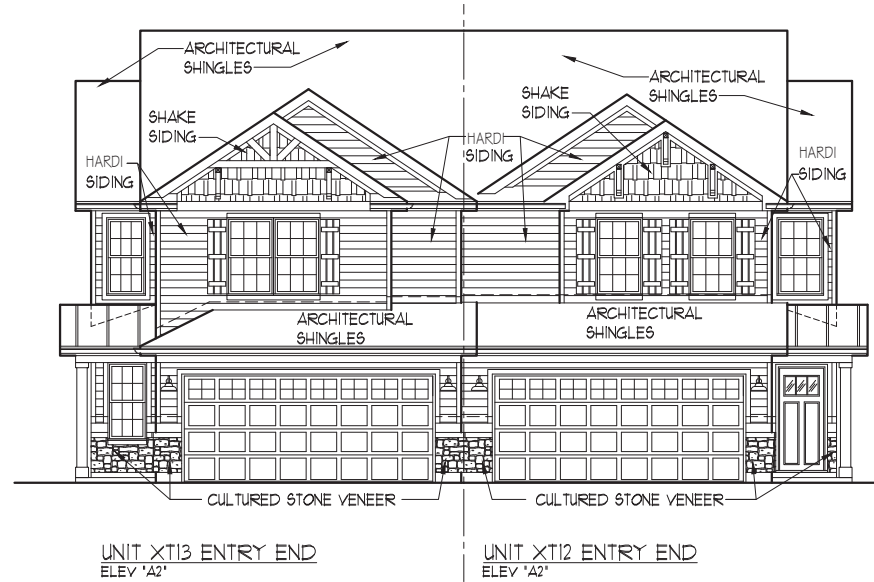 ARCHITECTURAL
SHINGLES
ARCHITECTURAL
SHINGLES
SHAKE
SIDING
SHAKE
SIDING
HARDI
SIDING
HARDI
SIDING
HARDI
SIDING
ARCHITECTURAL
SHINGLES
ARCHITECTURAL
SHINGLES
CULTURED STONE VENEER
CULTURED STONE VENEER
UNIT XT13 ENTRY END
ELEV "A2"
UNIT XT12 ENTRY END
ELEV "A2"